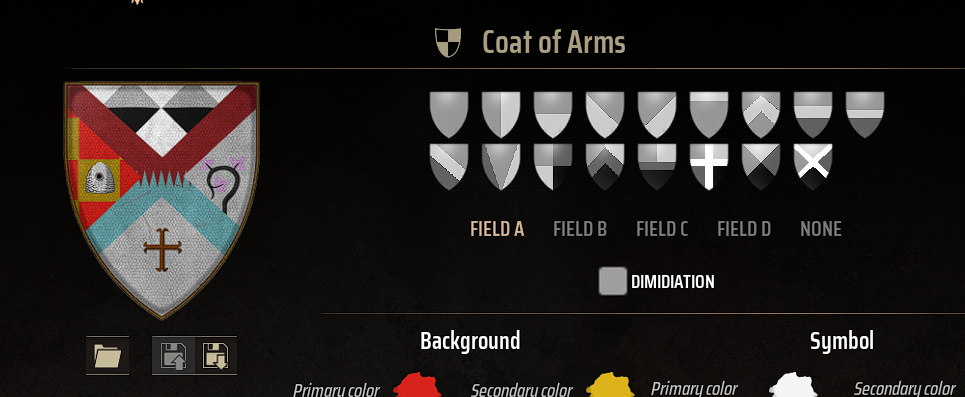 Coat of Arms
FIELD A FIELD B FIELD C FIELD D NONE
DIMIDIATION
Background Symbol
Primary color Secondary color Primary color Secondary color